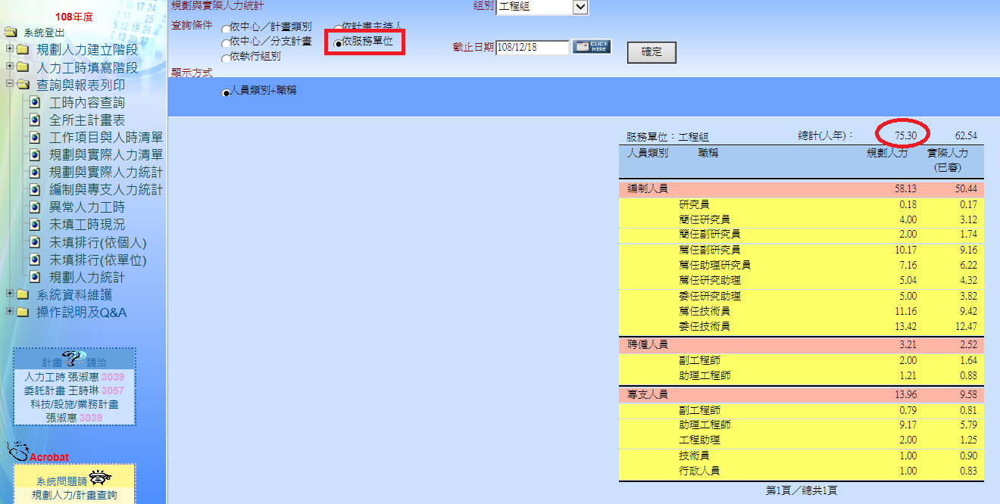 108年度
系統登出
規劃人力建立階段
人力工時填寫階段
查詢與報表列印
工時內容查詢
全所主計畫表
工作項目與人時清單
規劃與實際人力清單
規劃與實際人力統計
編制與專支人力統計
異常人力工時
未填工時現況
未填排行(依個人)
未填排行(依單位)
規劃人力統計
系統資料維護
操作說明及Q&A
計畫 請洽
人力工時 張淑惠 3039
委託計畫 王詩琳 3057
科技/設施/業務計畫
張淑惠 3039
Acrobat
系統問題請
規劃人力/計畫查詢
規劃與實際人力統計
組別 工程組
查詢條件
依中心／計畫類別
依計畫主持人
依中心／分支計畫
依服務單位
依執行組別
截止日期 108/12/18
CLICK HERE
確定
顯示方式
人員類別+職稱
服務單位：工程組 總計(人年)： 75.30 62.54
人員類別 職稱 規劃人力 實際人力
(已審)
編制人員 58.13 50.44
研究員 0.18 0.17
簡任研究員 4.00 3.12
簡任副研究員 2.00 1.74
薦任副研究員 10.17 9.16
薦任助理研究員 7.16 6.22
薦任研究助理 5.04 4.32
委任研究助理 5.00 3.82
薦任技術員 11.16 9.42
委任技術員 13.42 12.47
聘僱人員 3.21 2.52
副工程師 2.00 1.64
助理工程師 1.21 0.88
專支人員 13.96 9.58
副工程師 0.79 0.81
助理工程師 9.17 5.79
工程助理 2.00 1.25
技術員 1.00 0.90
行政人員 1.00 0.83
第1頁／總共1頁